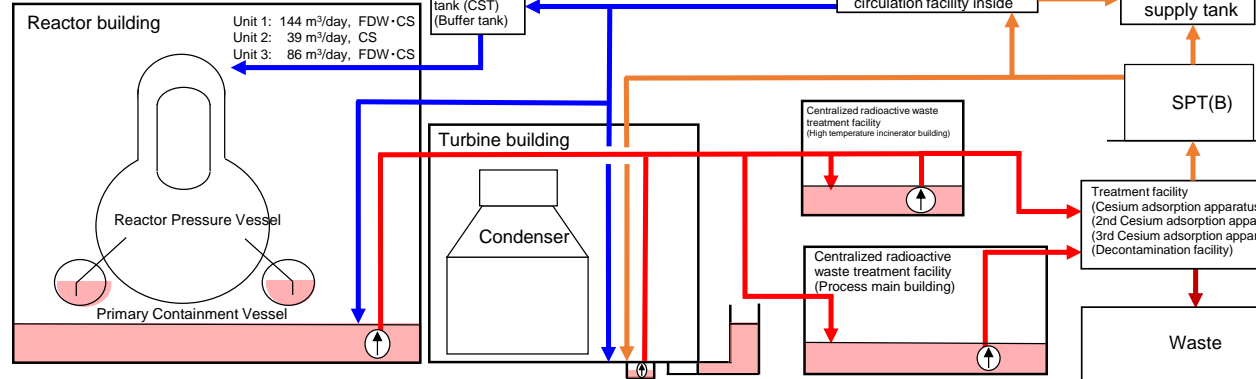 Reactor building
Unit 1: 144 m³/day, FDW・CS
Unit 2: 39 m³/day, CS
Unit 3: 86 m³/day, FDW・CS
tank (CST)
(Buffer tank)
circulation facility inside
supply tank
SPT(B)
Turbine building
Centralized radioactive waste
treatment facility
(High temperature incinerator building)
Treatment facility
(Cesium adsorption apparatus
(2nd Cesium adsorption appa
(3rd Cesium adsorption appar
(Decontamination facility)
Reactor Pressure Vessel
Condenser
Centralized radioactive
waste treatment facility
(Process main building)
Primary Containment Vessel
Waste